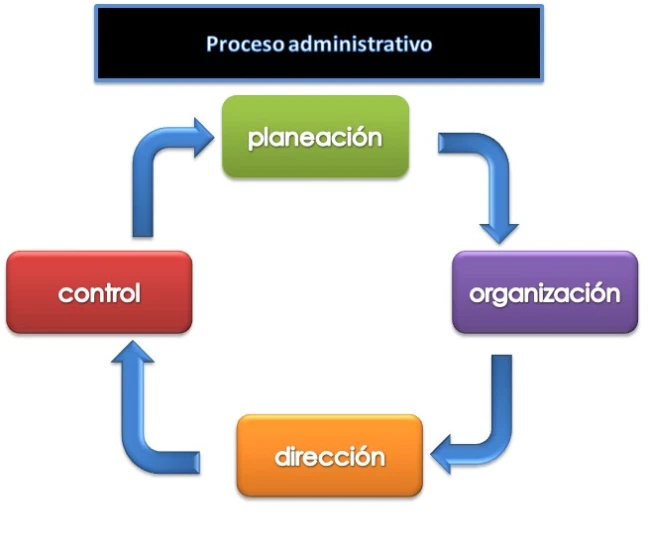 Proceso administrativo
planeación
organización
dirección
control